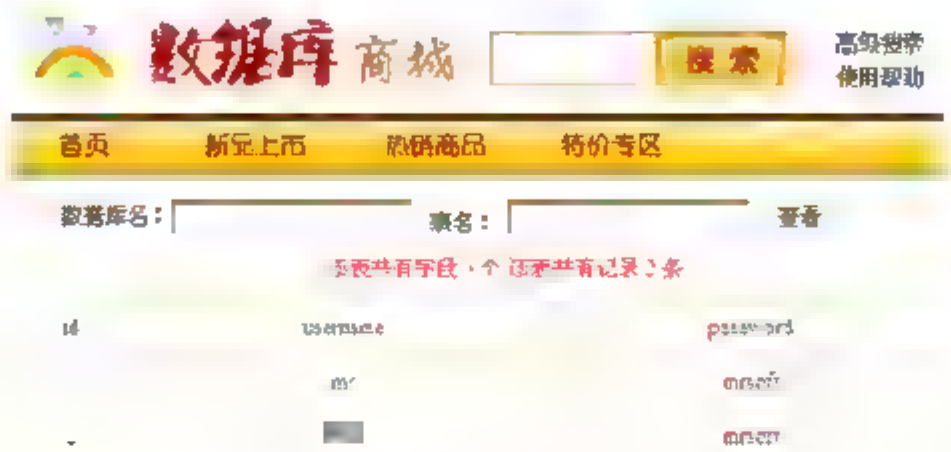 数据库商城 搜索 高级搜索
使用帮助
首页 新品上市 热销商品 特价专区
数据库名： 表名： 查看
该表共有字段 个 该表共有记录 条
id username password
mr